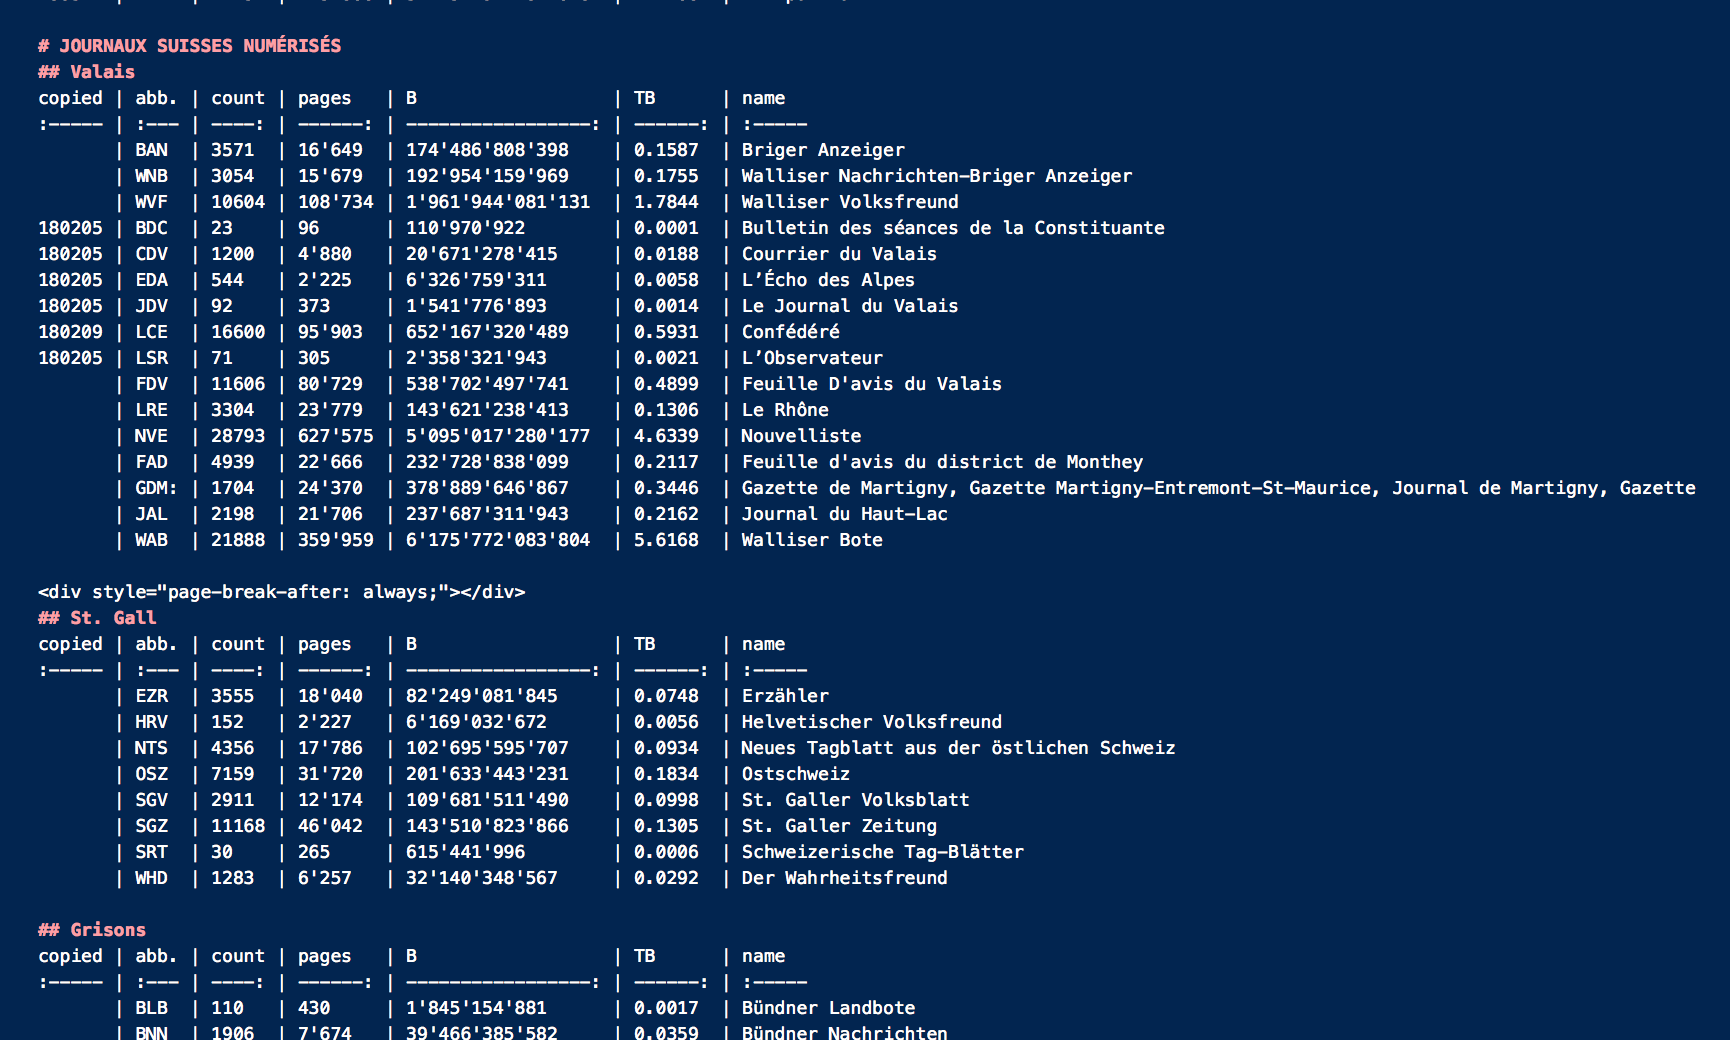 # JOURNAUX SUISSES NUMÉRISÉS
## Valais
copied | abb. | count | pages   | B                  | TB      | name
:----- | :--- | ----: | ------: | -----------------: | ------: | :-----
       | BAN  | 3571  | 16'649  | 174'486'808'398    | 0.1587  | Briger Anzeiger
       | WNB  | 3054  | 15'679  | 192'954'159'969    | 0.1755  | Walliser Nachrichten-Briger Anzeiger
       | WVF  | 10604 | 108'734 | 1'961'944'081'131  | 1.7844  | Walliser Volksfreund
180205 | BDC  | 23    | 96      | 110'970'922        | 0.0001  | Bulletin des séances de la Constituante
180205 | CDV  | 1200  | 4'880   | 20'671'278'415     | 0.0188  | Courrier du Valais
180205 | EDA  | 544   | 2'225   | 6'326'759'311      | 0.0058  | L’Écho des Alpes
180205 | JDV  | 92    | 373     | 1'541'776'893      | 0.0014  | Le Journal du Valais
180209 | LCE  | 16600 | 95'903  | 652'167'320'489    | 0.5931  | Confédéré
180205 | LSR  | 71    | 305     | 2'358'321'943      | 0.0021  | L’Observateur
       | FDV  | 11606 | 80'729  | 538'702'497'741    | 0.4899  | Feuille D'avis du Valais
       | LRE  | 3304  | 23'779  | 143'621'238'413    | 0.1306  | Le Rhône
       | NVE  | 28793 | 627'575 | 5'095'017'280'177  | 4.6339  | Nouvelliste
       | FAD  | 4939  | 22'666  | 232'728'838'099    | 0.2117  | Feuille d'avis du district de Monthey
       | GDM: | 1704  | 24'370  | 378'889'646'867    | 0.3446  | Gazette de Martigny, Gazette Martigny-Entremont-St-Maurice, Journal de Martigny, Gazette
       | JAL  | 2198  | 21'706  | 237'687'311'943    | 0.2162  | Journal du Haut-Lac
       | WAB  | 21888 | 359'959 | 6'175'772'083'804  | 5.6168  | Walliser Bote
<div style="page-break-after: always;"></div>
## St. Gall
copied | abb. | count | pages   | B                  | TB      | name
:----- | :--- | ----: | ------: | -----------------: | ------: | :-----
       | EZR  | 3555  | 18'040  | 82'249'081'845     | 0.0748  | Erzähler
       | HRV  | 152   | 2'227   | 6'169'032'672      | 0.0056  | Helvetischer Volksfreund
       | NTS  | 4356  | 17'786  | 102'695'595'707    | 0.0934  | Neues Tagblatt aus der östlichen Schweiz
       | OSZ  | 7159  | 31'720  | 201'633'443'231    | 0.1834  | Ostschweiz
       | SGV  | 2911  | 12'174  | 109'681'511'490    | 0.0998  | St. Galler Volksblatt
       | SGZ  | 11168 | 46'042  | 143'510'823'866    | 0.1305  | St. Galler Zeitung
       | SRT  | 30    | 265     | 615'441'996        | 0.0006  | Schweizerische Tag-Blätter
       | WHD  | 1283  | 6'257   | 32'140'348'567     | 0.0292  | Der Wahrheitsfreund
## Grisons
copied | abb. | count | pages   | B                  | TB      | name
:----- | :--- | ----: | ------: | -----------------: | ------: | :-----
       | BLB  | 110   | 430     | 1'845'154'881      | 0.0017  | Bündner Landbote
       | BNN  | 1906  | 7'674   | 39'466'385'582     | 0.0359  | Bündner Nachrichten